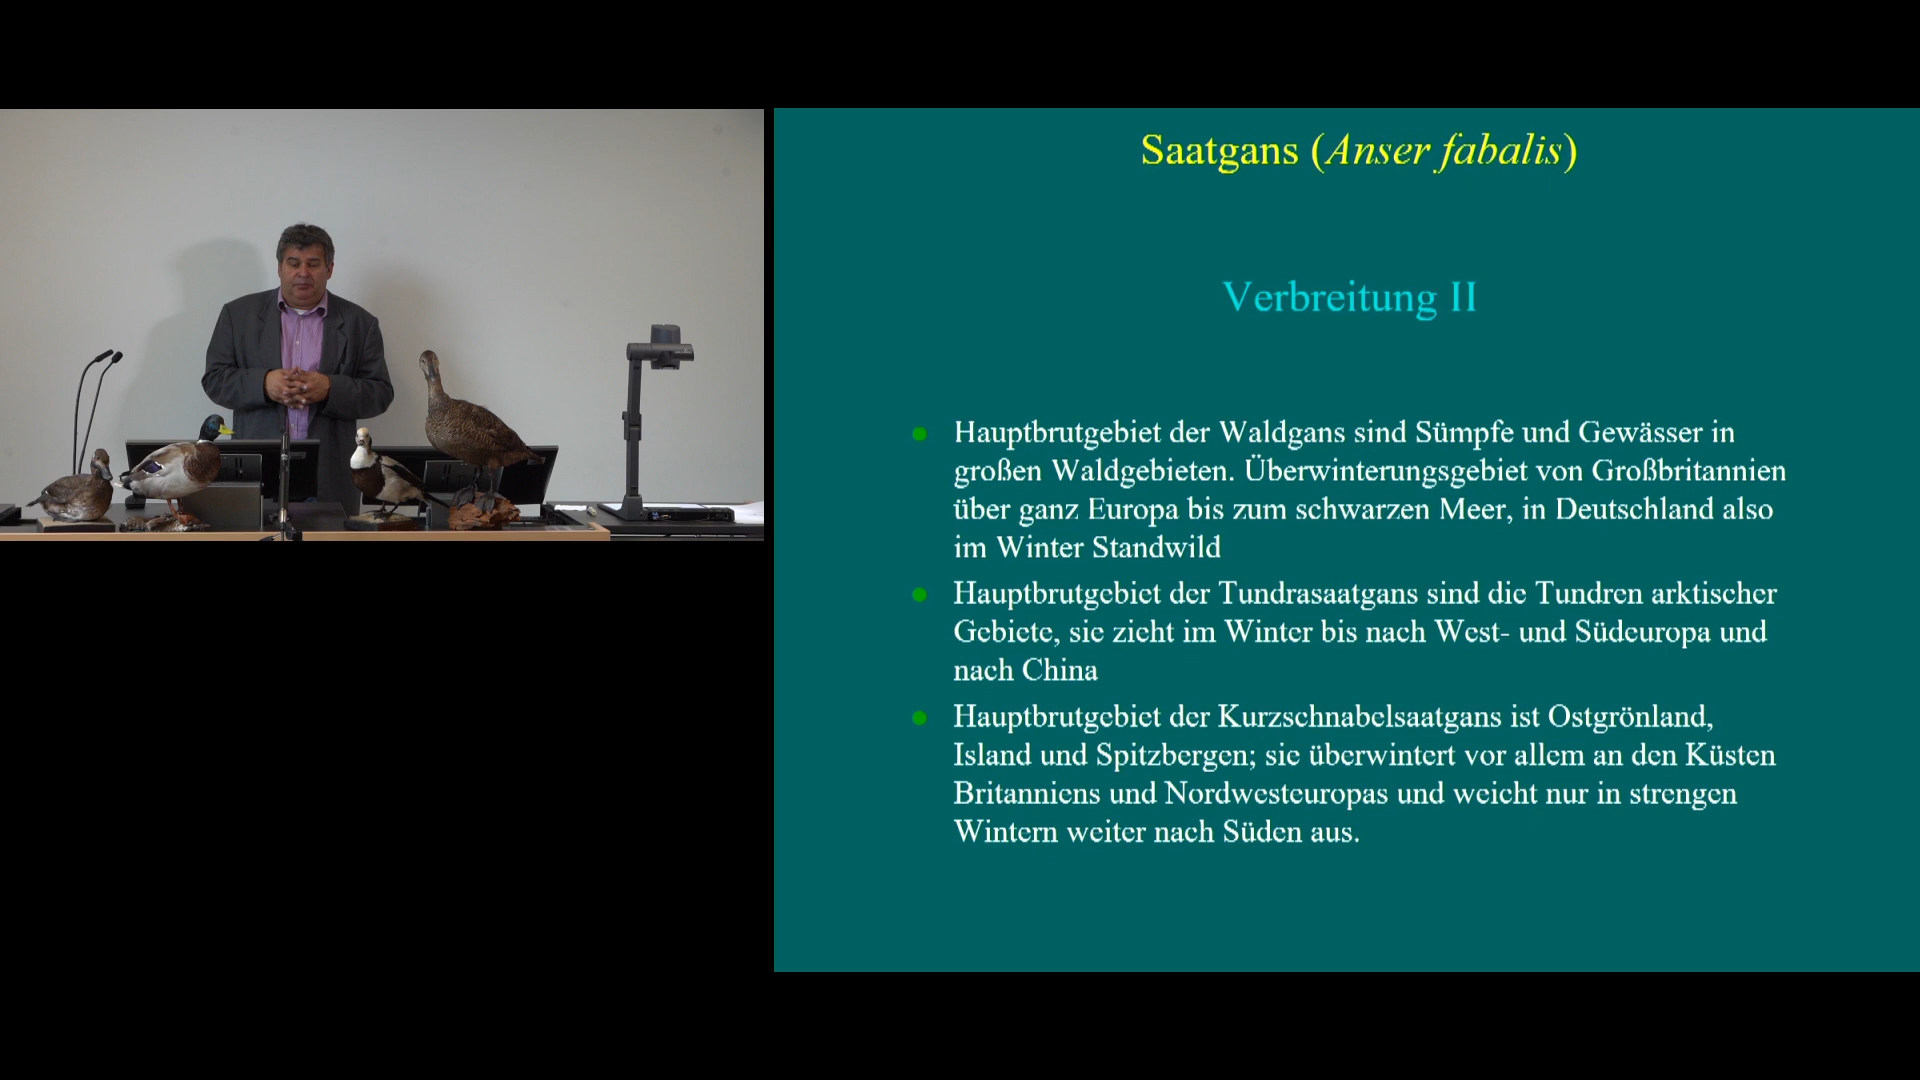 Saatgans (Anser fabalis)
Verbreitung II
Hauptbrutgebiet der Waldgans sind Sümpfe und Gewässer in
großen Waldgebieten. Überwinterungsgebiet von Großbritannien
über ganz Europa bis zum schwarzen Meer, in Deutschland also
im Winter Standwild
Hauptbrutgebiet der Tundrasaatgans sind die Tundren arktischer
Gebiete, sie zieht im Winter bis nach West- und Südeuropa und
nach China
Hauptbrutgebiet der Kurzschnabelsaatgans ist Ostgrönland,
Island und Spitzbergen; sie überwintert vor allem an den Küsten
Britanniens und Nordwesteuropas und weicht nur in strengen
Wintern weiter nach Süden aus.